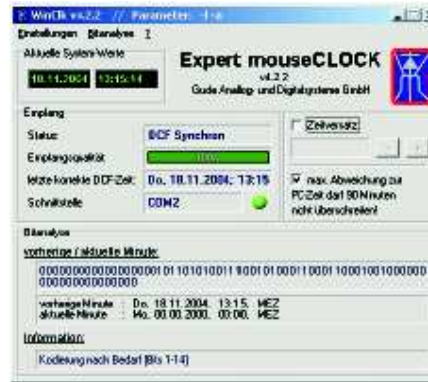 WinClk v4.2.2 // Parameter: -l -a
Einstellungen Bitanalyse ?
Aktuelle System-Werte
18.11.2004 13:15:14
Expert mouseCLOCK
v4.2.2
Gude Analog- und Digitalsysteme GmbH
Empfang
Status:
DCF Synchron
Empfangsqualität
100%
letzte korrekte DCF-Zeit:
Do, 18.11.2004; 13:15
Schnittstelle
COM2
Zeitversatz
max. Abweichung zur
PC-Zeit darf 90 Minuten
nicht überschreiten!
Bitanalyse
vorherige / aktuelle Minute:
000000000000000
vorherige Minute : Do. 18.11.2004. 13:15. MEZ
aktuelle Minute : Mo. 00.00.2000. 00:00. MEZ
Information:
Kodierung nach Bedarf (Bits 1-14)